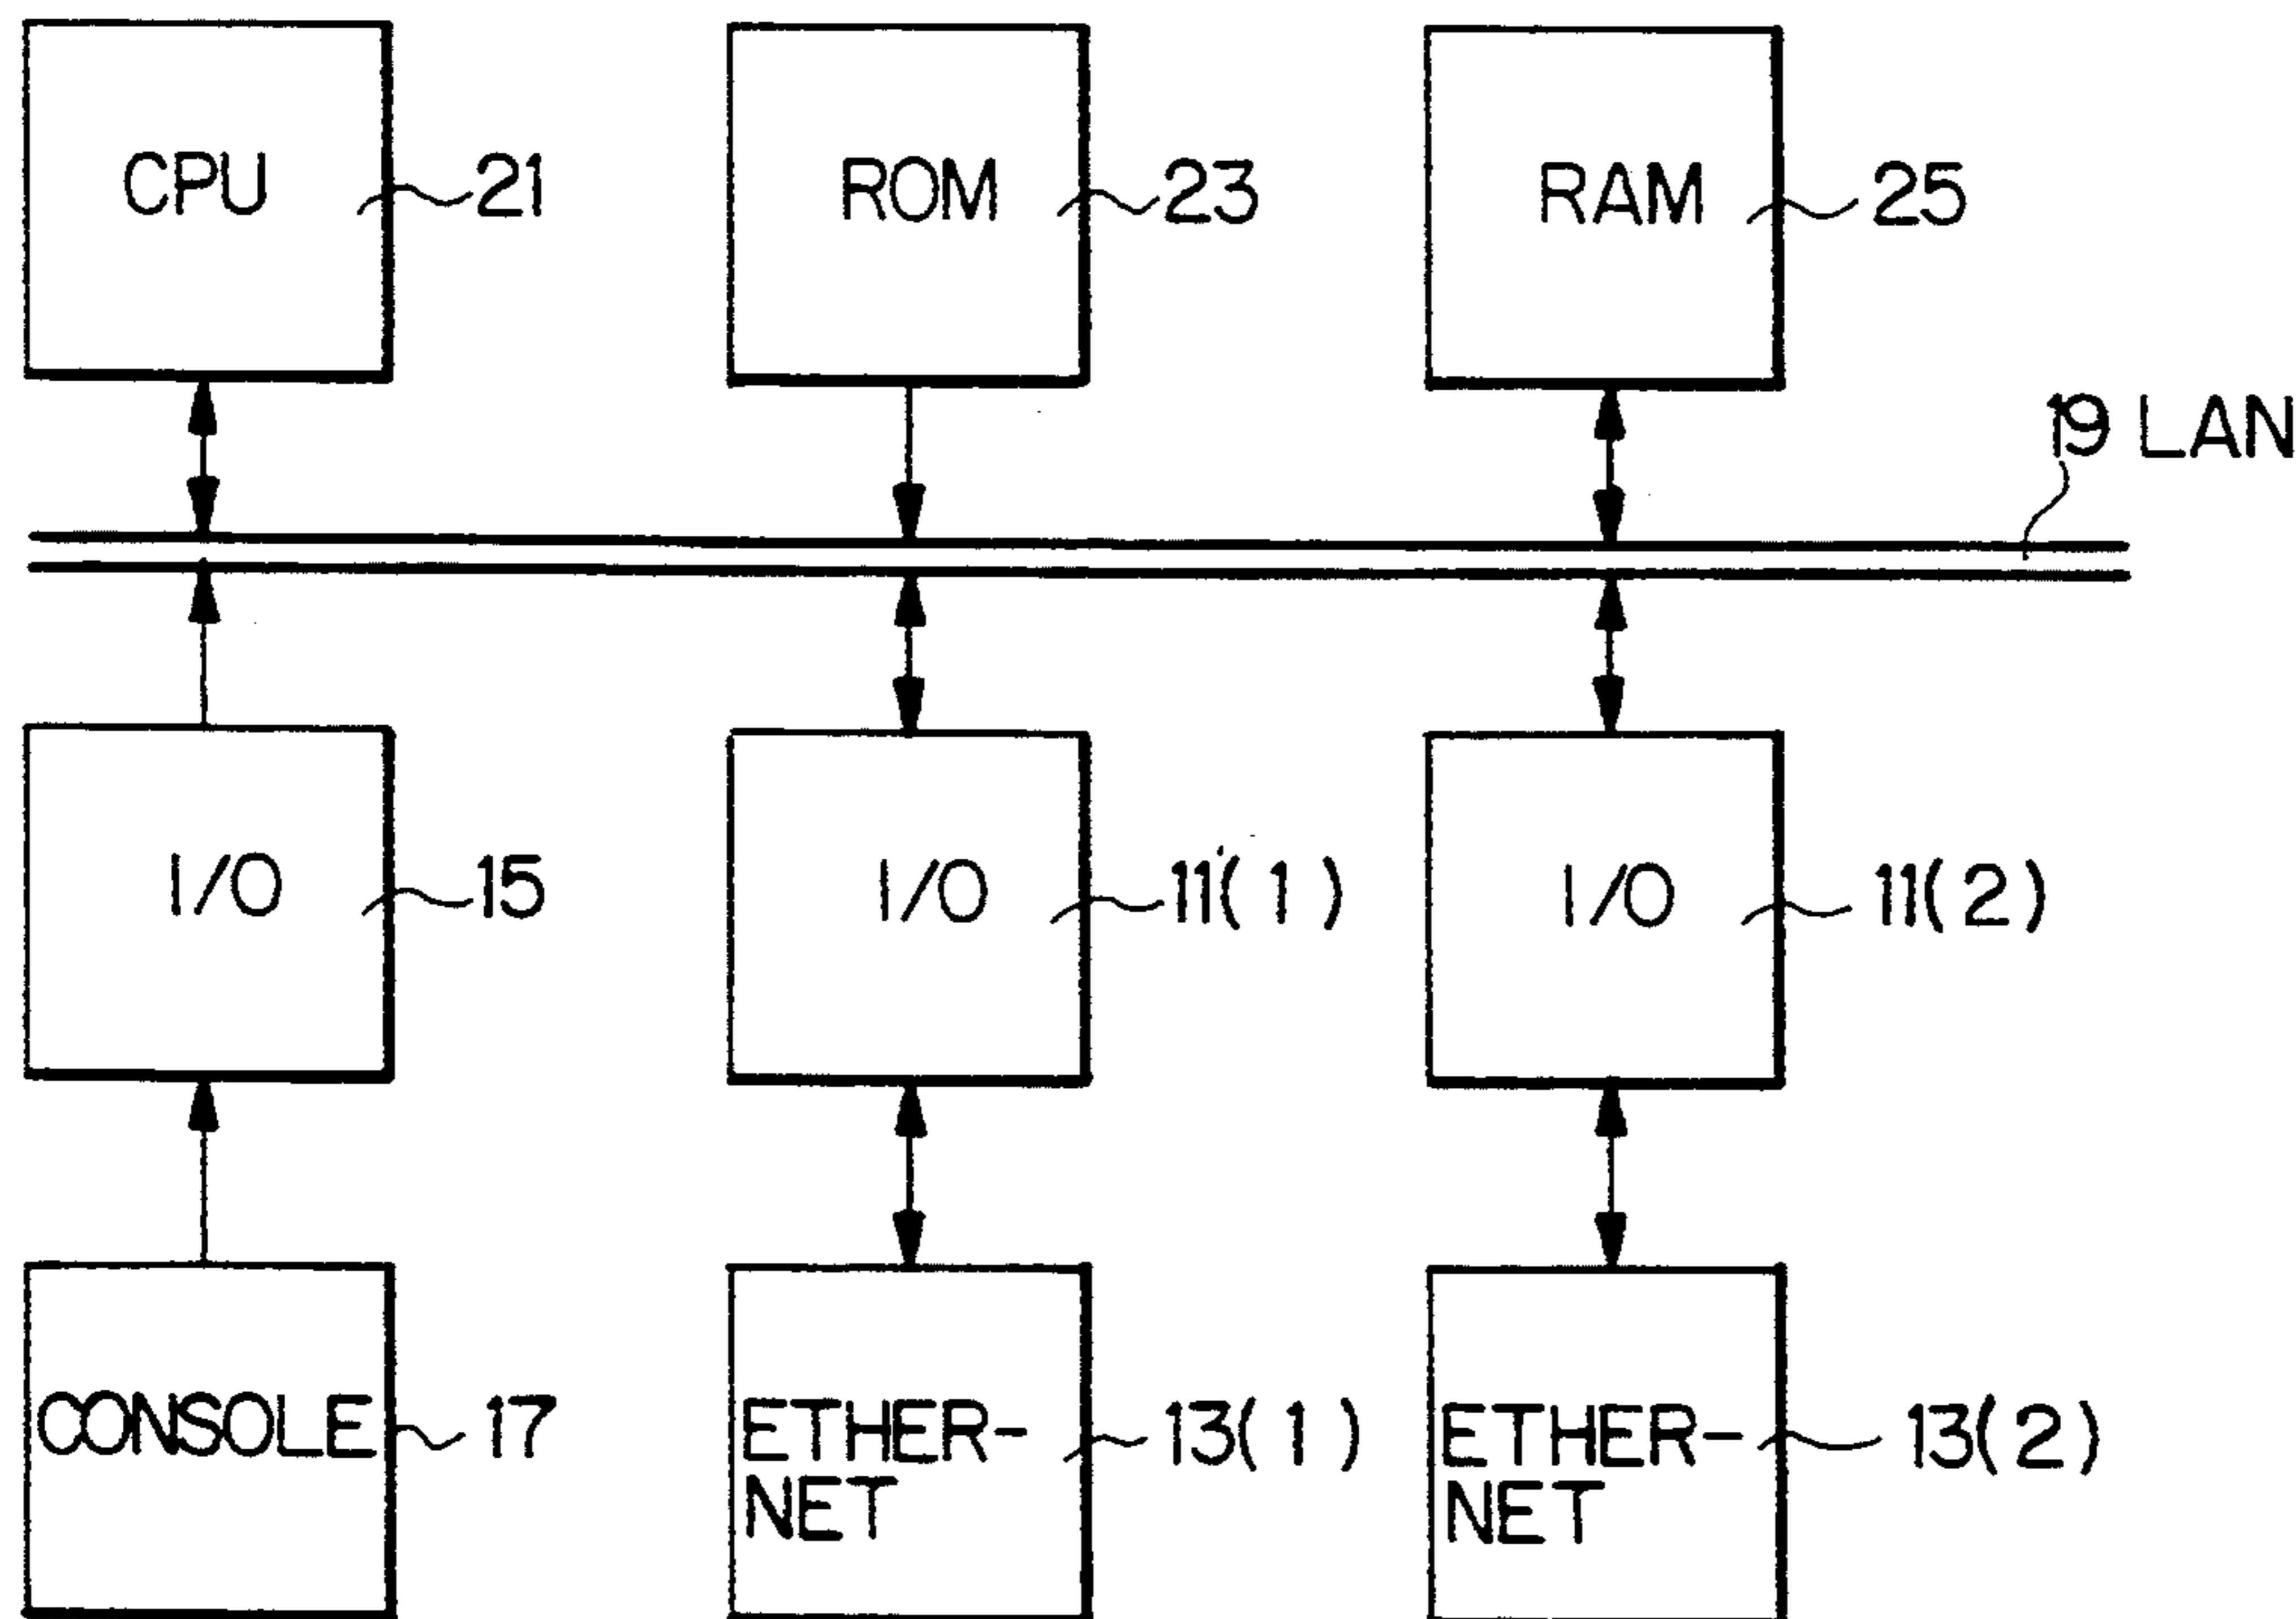 CPU
21
ROM
23
RAM
25
19 LAN
I/O
15
I/O
11(1)
I/O
11(2)
CONSOLE
17
ETHER-
NET
13(1)
ETHER-
NET
13(2)